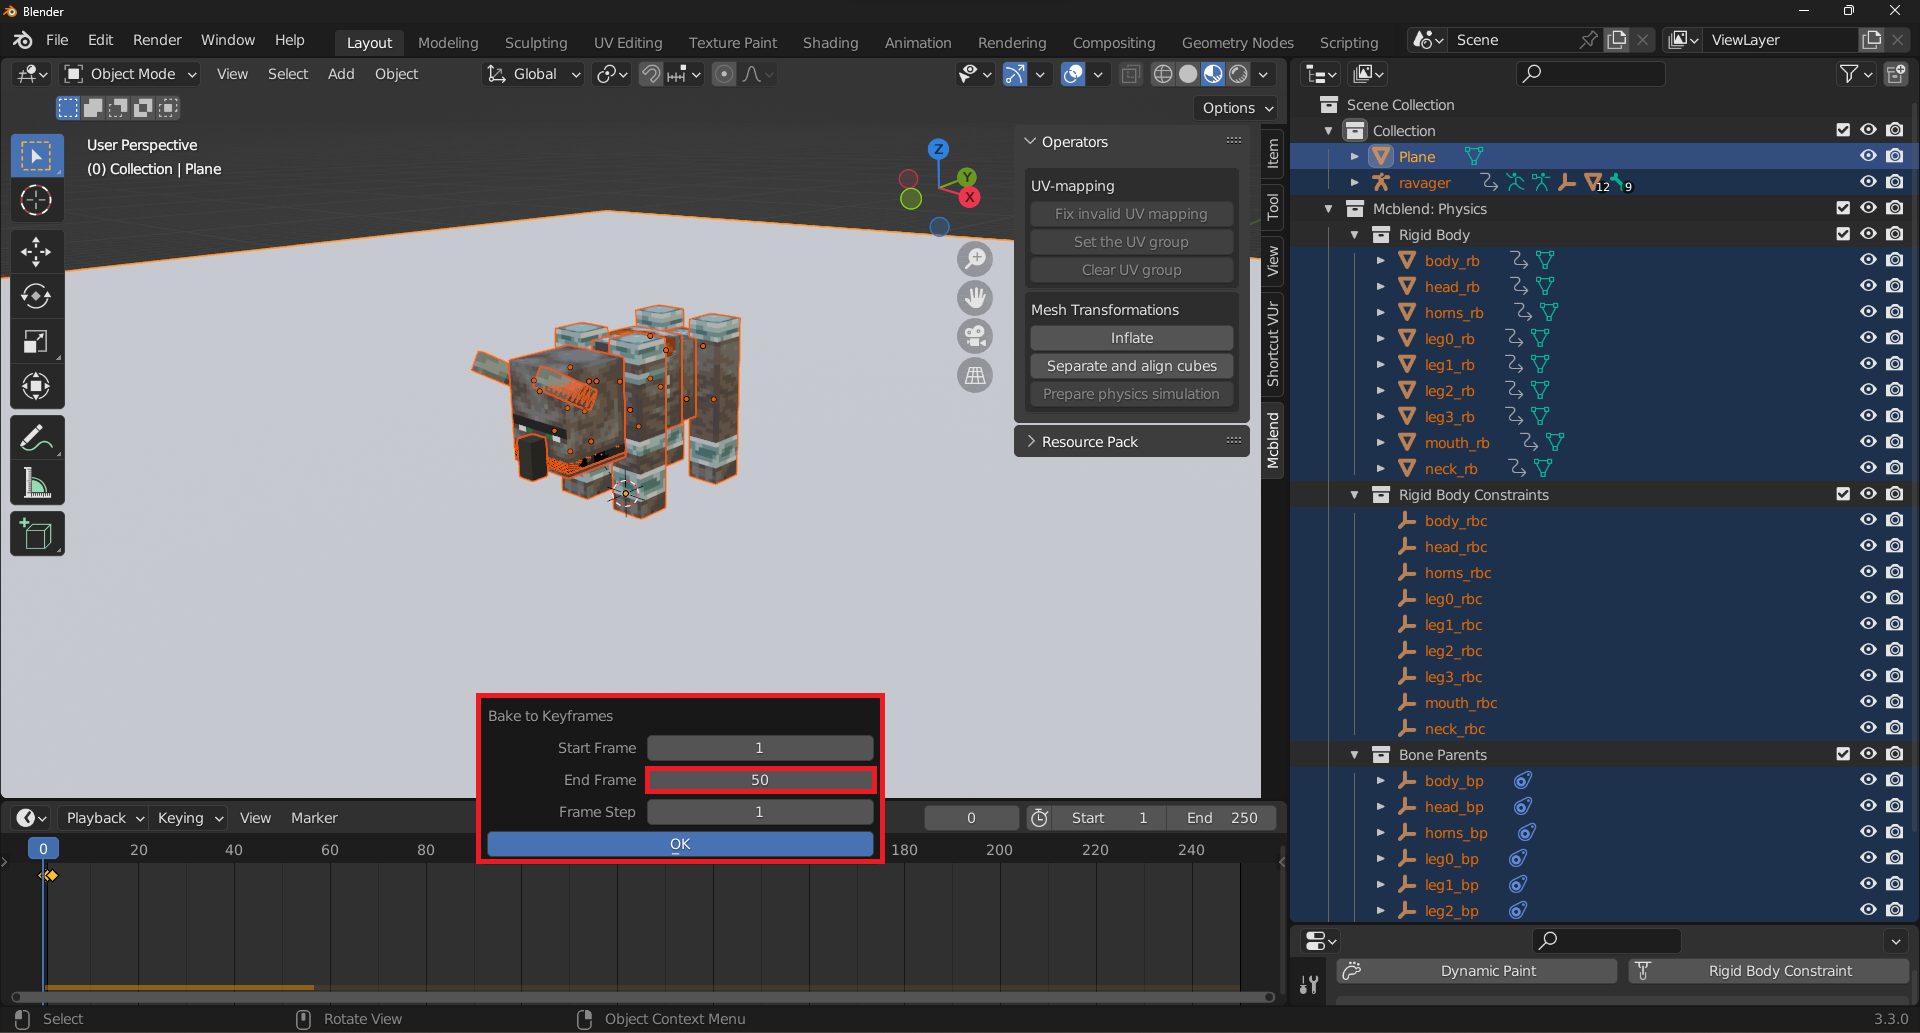 Blender
File Edit Render Window Help Layout Modeling Sculpting UV Editing Texture Paint Shading Animation Rendering Compositing Geometry Nodes Scripting Scene ViewLayer
Object Mode View Select Add Object Global
Options
User Perspective
(0) Collection | Plane
Z
Y
X
Operators
UV-mapping
Fix invalid UV mapping
Set the UV group
Clear UV group
Mesh Transformations
Inflate
Separate and align cubes
Prepare physics simulation
Resource Pack
Item
Tool
View
Shortcut VUr
Mcblend
Scene Collection
Collection
Plane
ravager 12 9
Mcblend: Physics
Rigid Body
body_rb
head_rb
horns_rb
leg0_rb
leg1_rb
leg2_rb
leg3_rb
mouth_rb
neck_rb
Rigid Body Constraints
body_rbc
head_rbc
horns_rbc
leg0_rbc
leg1_rbc
leg2_rbc
leg3_rbc
mouth_rbc
neck_rbc
Bone Parents
body_bp
head_bp
horns_bp
leg0_bp
leg1_bp
leg2_bp
Dynamic Paint Rigid Body Constraint
Bake to Keyframes
Start Frame 1
End Frame 50
Frame Step 1
OK
Playback Keying View Marker 0 Start 1 End 250
0 20 40 60 80 180 200 220 240
Select Rotate View Object Context Menu 3.3.0